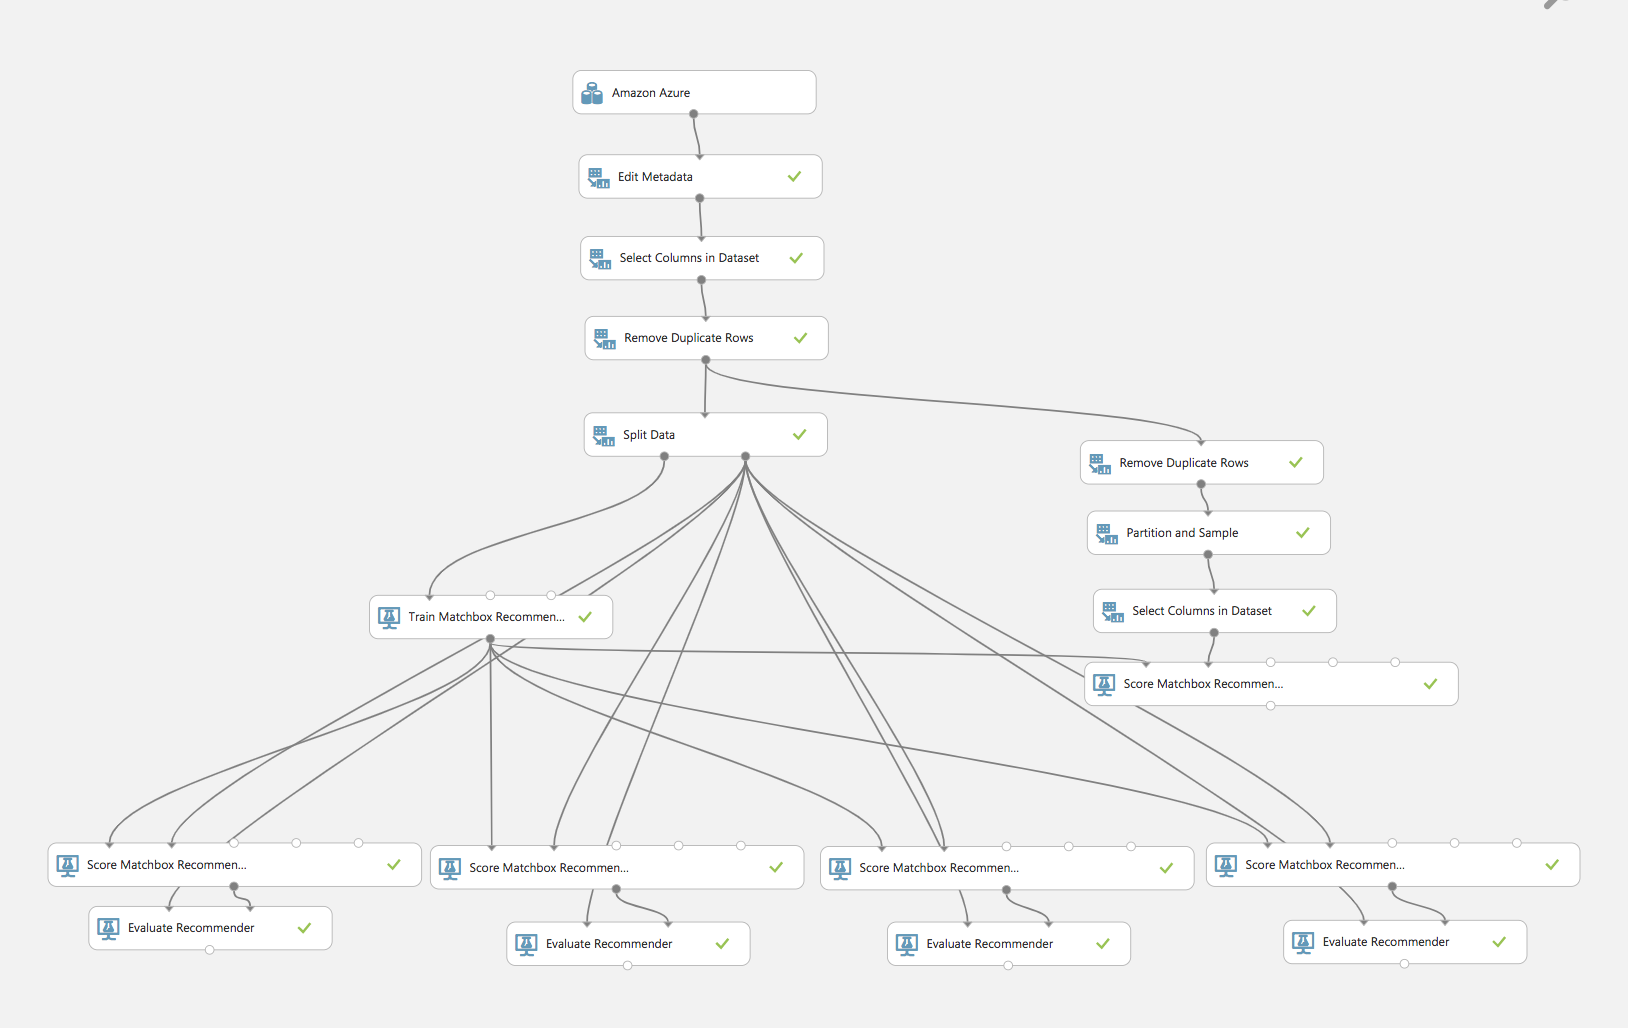 Amazon Azure
Edit Metadata
Select Columns in Dataset
Remove Duplicate Rows
Split Data
Remove Duplicate Rows
Partition and Sample
Select Columns in Dataset
Train Matchbox Recommen...
Score Matchbox Recommen...
Score Matchbox Recommen...
Score Matchbox Recommen...
Score Matchbox Recommen...
Score Matchbox Recommen...
Evaluate Recommender
Evaluate Recommender
Evaluate Recommender
Evaluate Recommender